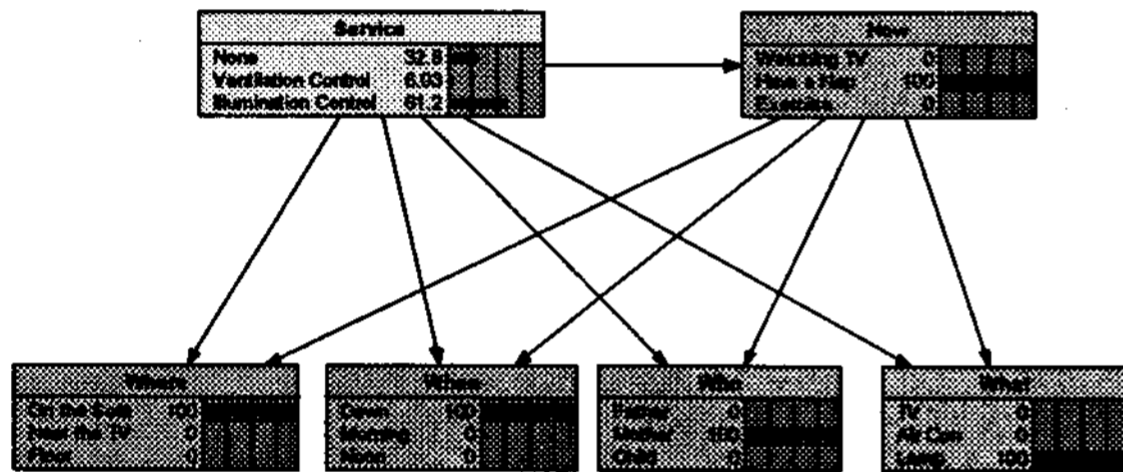 Service
None 32.8
Ventilation Control 6.03
Illumination Control 61.2
How
Watching TV 0
Have a Nap 100
Exercise 0
Where
On the Sofa 100
Near the TV 0
Floor 0
When
Dawn 100
Morning 0
Noon 0
Who
Father 0
Mother 100
Child 0
What
TV 0
Air Con 0
Lamp 100